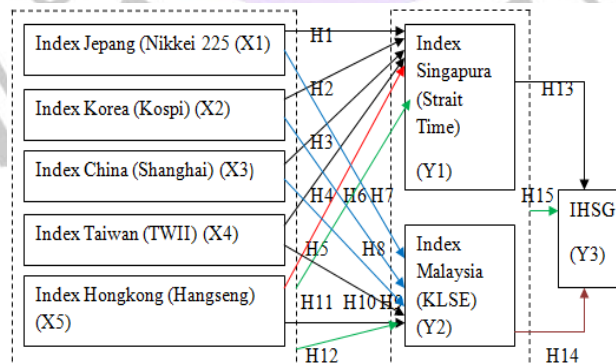 Index Jepang (Nikkei 225 (X1)
Index Korea (Kospi) (X2)
Index China (Shanghai) (X3)
Index Taiwan (TWII) (X4)
Index Hongkong (Hangseng)
(X5)
H1
H2
H3
H4
H6
H7
H5
H8
H11
H10
H9
H12
Index
Singapura
(Strait
Time)
(Y1)
Index
Malaysia
(KLSE)
(Y2)
H13
H15
H14
IHSG
(Y3)